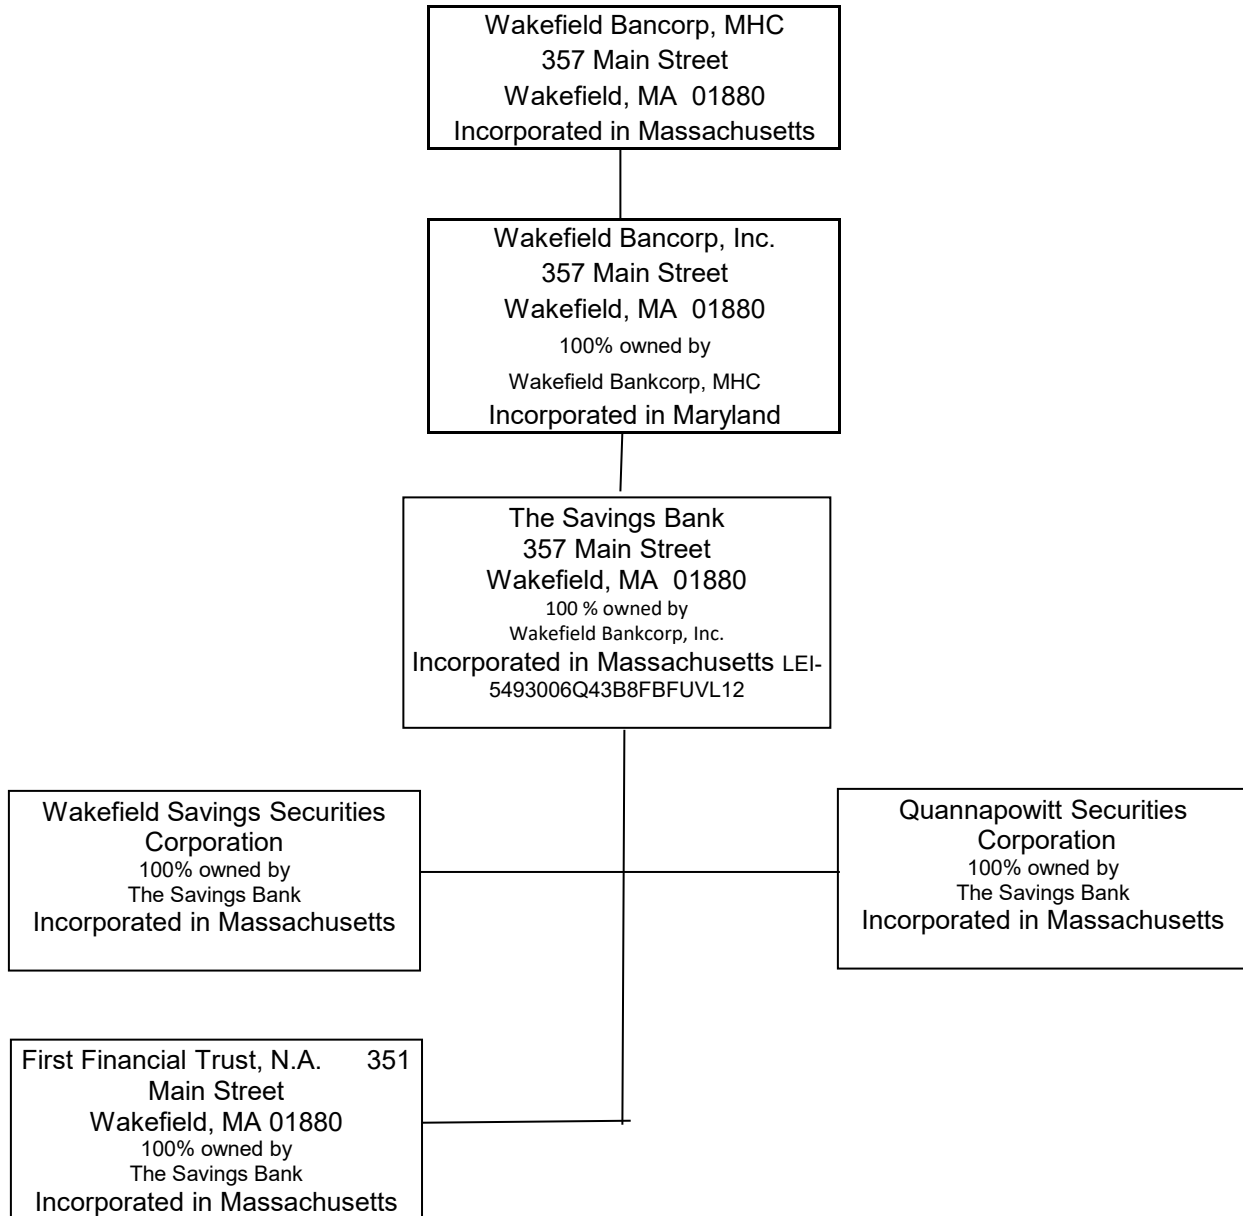 Wakefield Bancorp, MHC
357 Main Street
Wakefield, MA  01880
Incorporated in Massachusetts
Wakefield Bancorp, Inc.
357 Main Street
Wakefield, MA  01880
100% owned by
Wakefield Bankcorp, MHC
Incorporated in Maryland
The Savings Bank
357 Main Street
Wakefield, MA  01880
100 % owned by
Wakefield Bankcorp, Inc.
Incorporated in Massachusetts LEI-
5493006Q43B8FBFUVL12
Wakefield Savings Securities
Corporation
100% owned by
The Savings Bank
Incorporated in Massachusetts
Quannapowitt Securities
Corporation
100% owned by
The Savings Bank
Incorporated in Massachusetts
First Financial Trust, N.A.      351
Main Street
Wakefield, MA 01880
100% owned by
The Savings Bank
Incorporated in Massachusetts